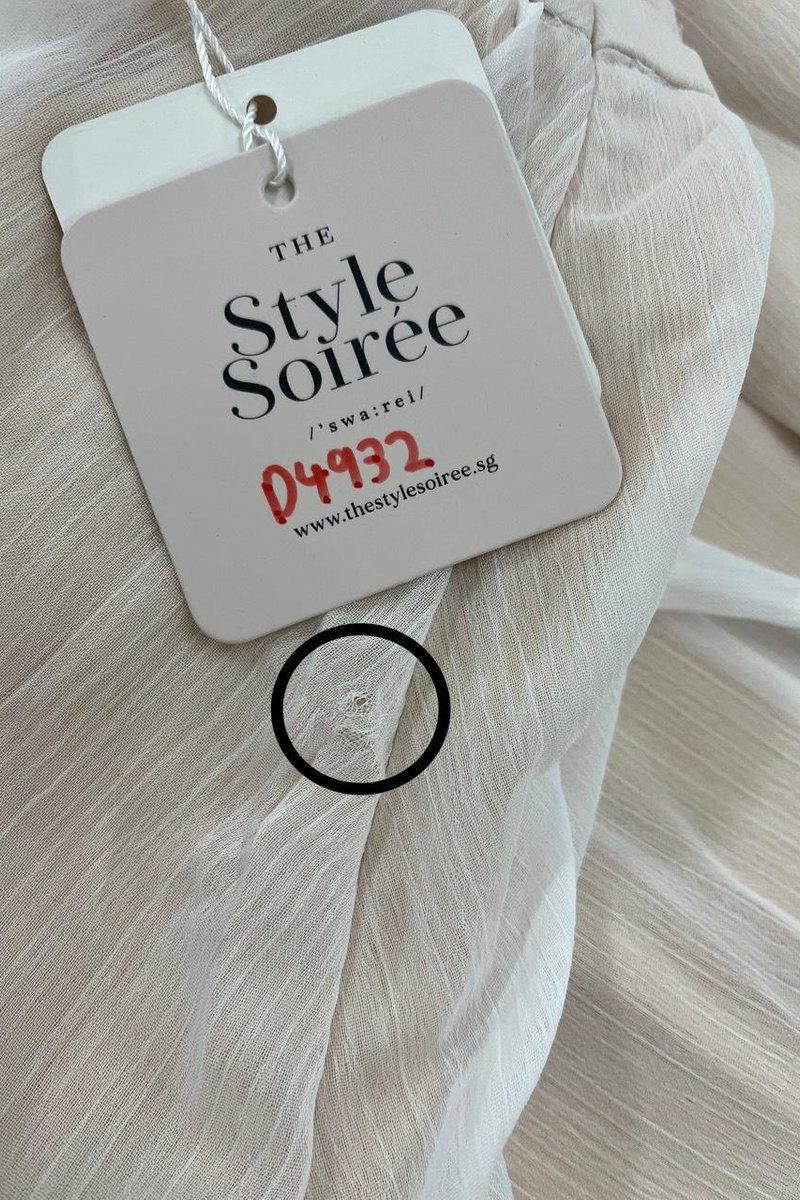 THE
Style
Soirée
/'swa:rei/
D4932
www.thestylesoiree.sg